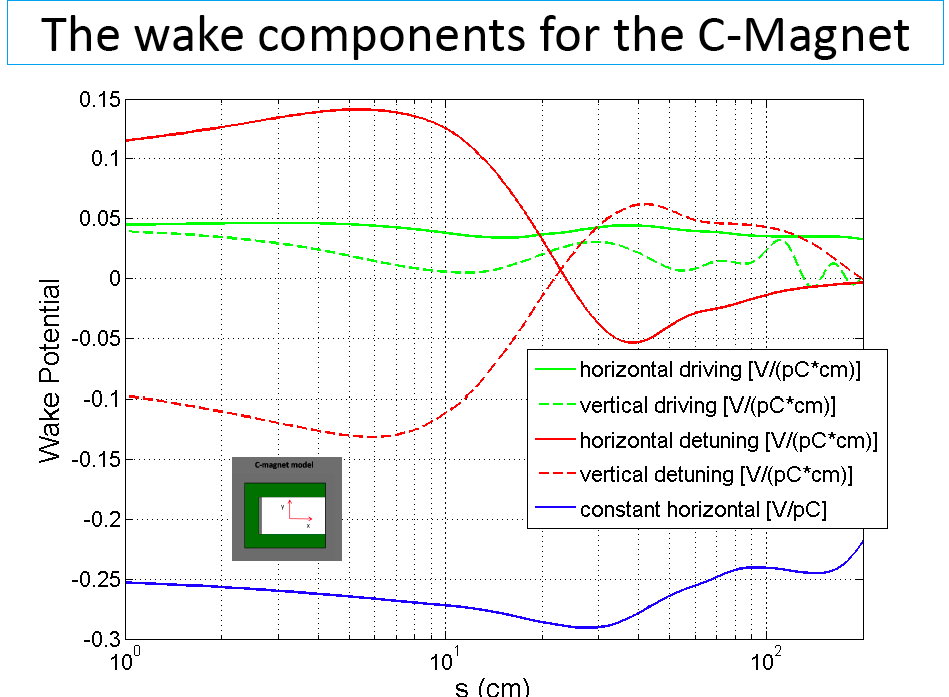 The wake components for the C-Magnet
0.15
0.1
0.05
0
-0.05
-0.1
-0.15
-0.2
-0.25
-0.3
Wake Potential
horizontal driving [V/(pC*cm)]
vertical driving [V/(pC*cm)]
horizontal detuning [V/(pC*cm)]
vertical detuning [V/(pC*cm)]
constant horizontal [V/pC]
C-magnet model
Y
X
10⁰ 10¹ 10²
s (cm)